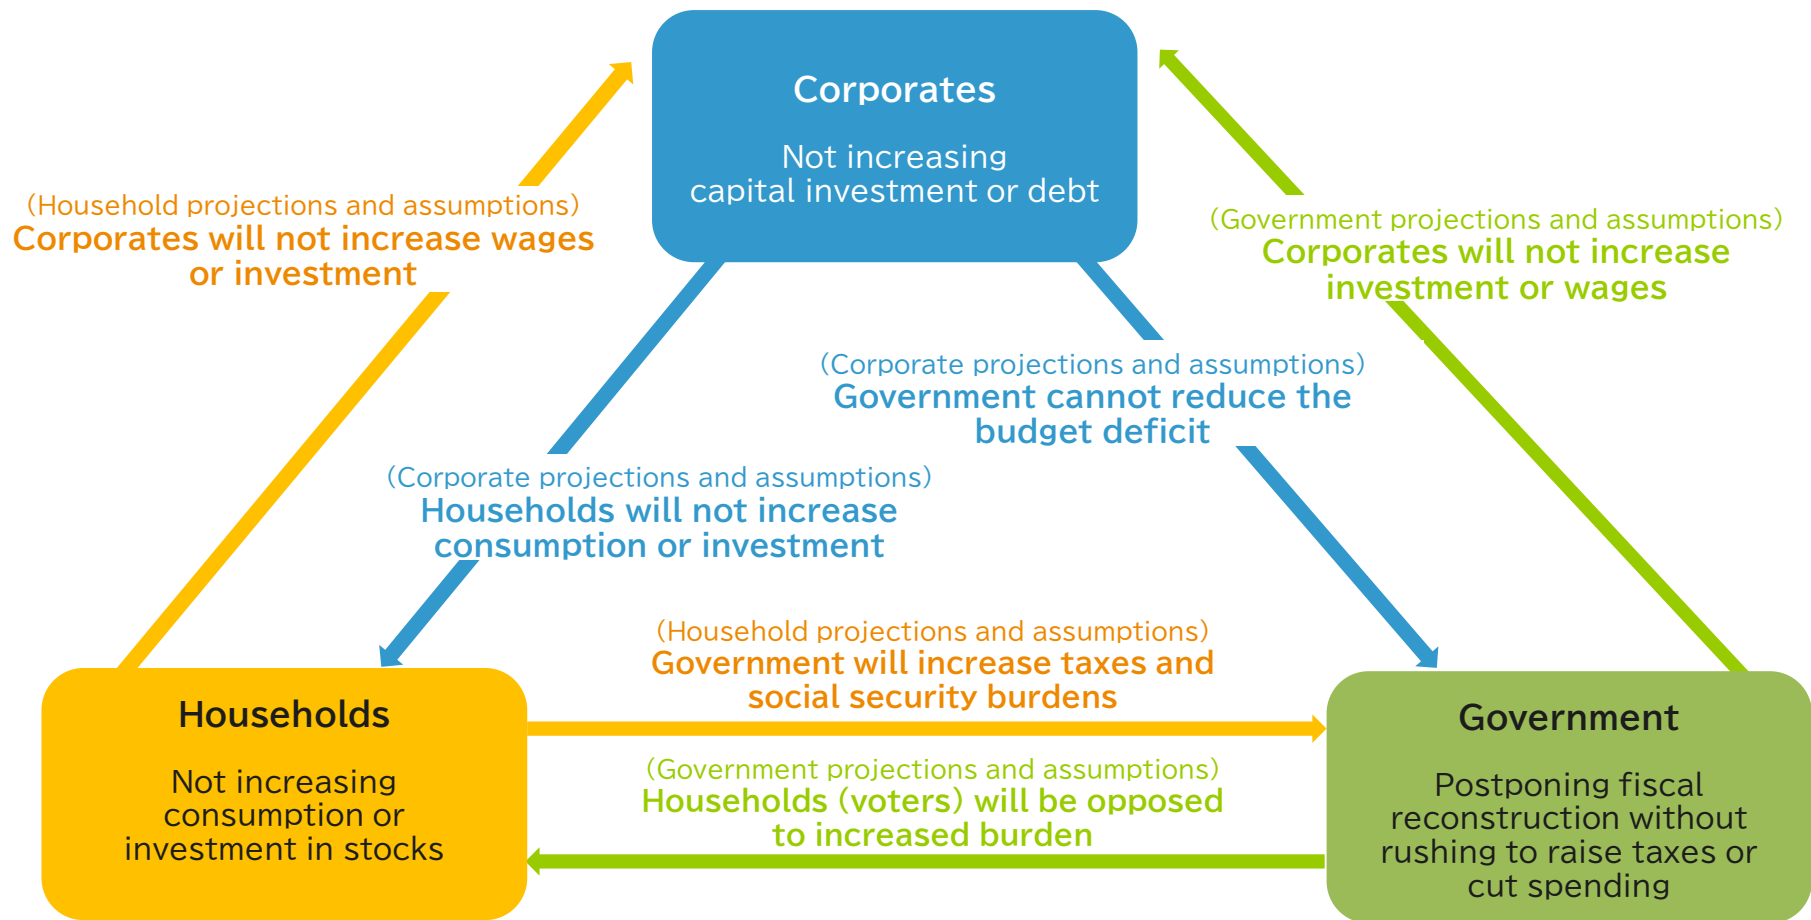 Corporates
Not increasing
capital investment or debt
(Household projections and assumptions)
Corporates will not increase wages
or investment
(Government projections and assumptions)
Corporates will not increase
investment or wages
(Corporate projections and assumptions)
Government cannot reduce the
budget deficit
(Corporate projections and assumptions)
Households will not increase
consumption or investment
(Household projections and assumptions)
Government will increase taxes and
social security burdens
Households
Not increasing
consumption or
investment in stocks
(Government projections and assumptions)
Households (voters) will be opposed
to increased burden
Government
Postponing fiscal
reconstruction without
rushing to raise taxes or
cut spending